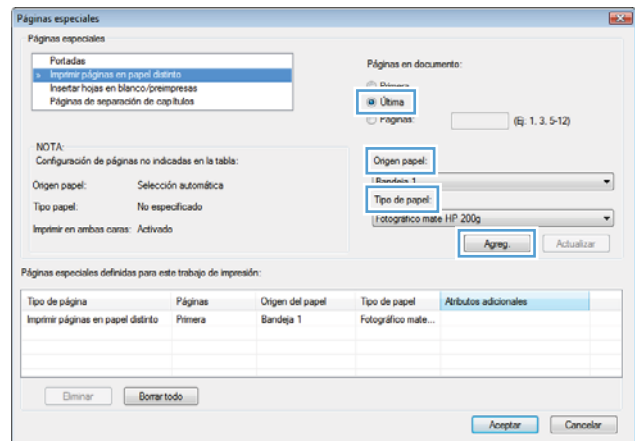 Páginas especiales
Páginas especiales
Portadas
» Imprimir páginas en papel distinto
Insertar hojas en blanco/preimpresas
Páginas de separación de capítulos
Páginas en documento:
Primera
Última
Páginas:
(Ej: 1, 3, 5-12)
NOTA:
Configuración de páginas no indicadas en la tabla:
Origen papel: Selección automática
Tipo papel: No especificado
Imprimir en ambas caras: Activado
Origen papel:
Bandeja 1
Tipo de papel:
Fotográfico mate HP 200g
Agreg. Actualizar
Páginas especiales definidas para este trabajo de impresión:
Tipo de página Páginas Origen del papel Tipo de papel Atributos adicionales
Imprimir páginas en papel distinto Primera Bandeja 1 Fotográfico mate...
Eliminar Borrar todo
Aceptar Cancelar